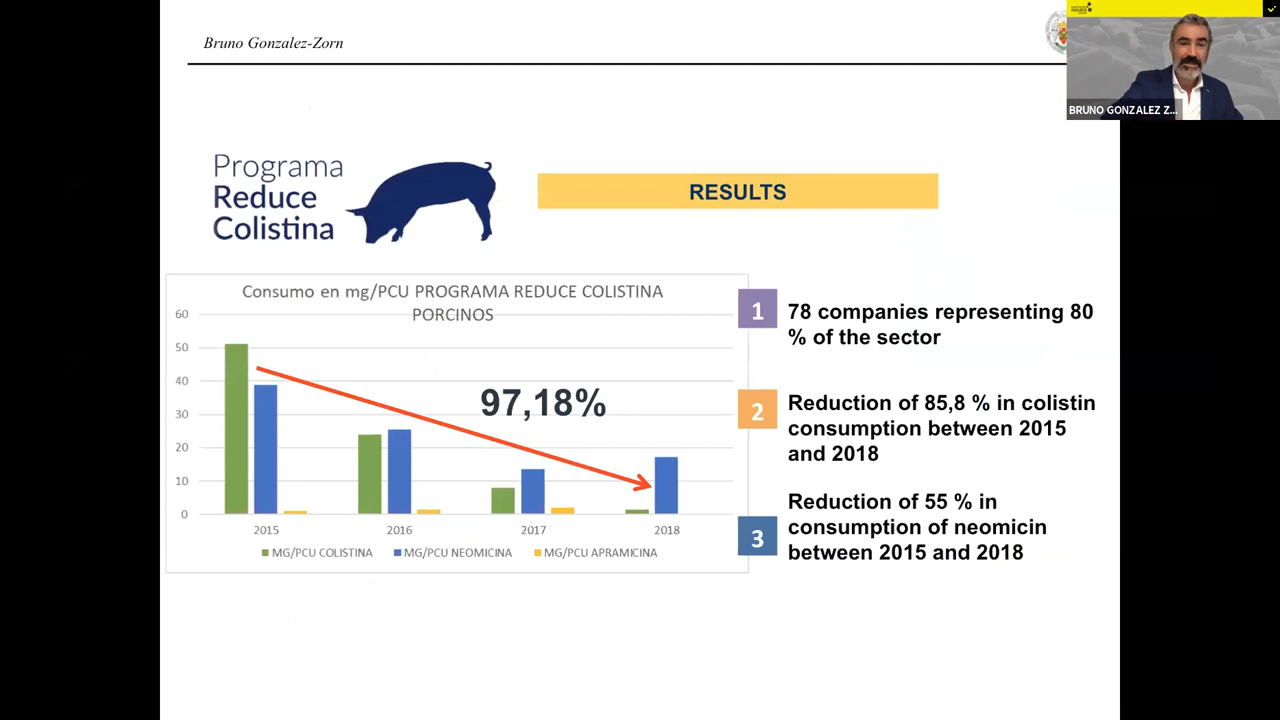 Bruno Gonzalez-Zorn
BRUNO GONZALEZ Z...
Programa
Reduce
Colistina
RESULTS
Consumo en mg/PCU PROGRAMA REDUCE COLISTINA
PORCINOS
60
50
40
30
20
10
0
97,18%
2015 2016 2017 2018
MG/PCU COLISTINA MG/PCU NEOMICINA MG/PCU APRAMICINA
1
78 companies representing 80
% of the sector
2
Reduction of 85,8 % in colistin
consumption between 2015
and 2018
3
Reduction of 55 % in
consumption of neomicin
between 2015 and 2018